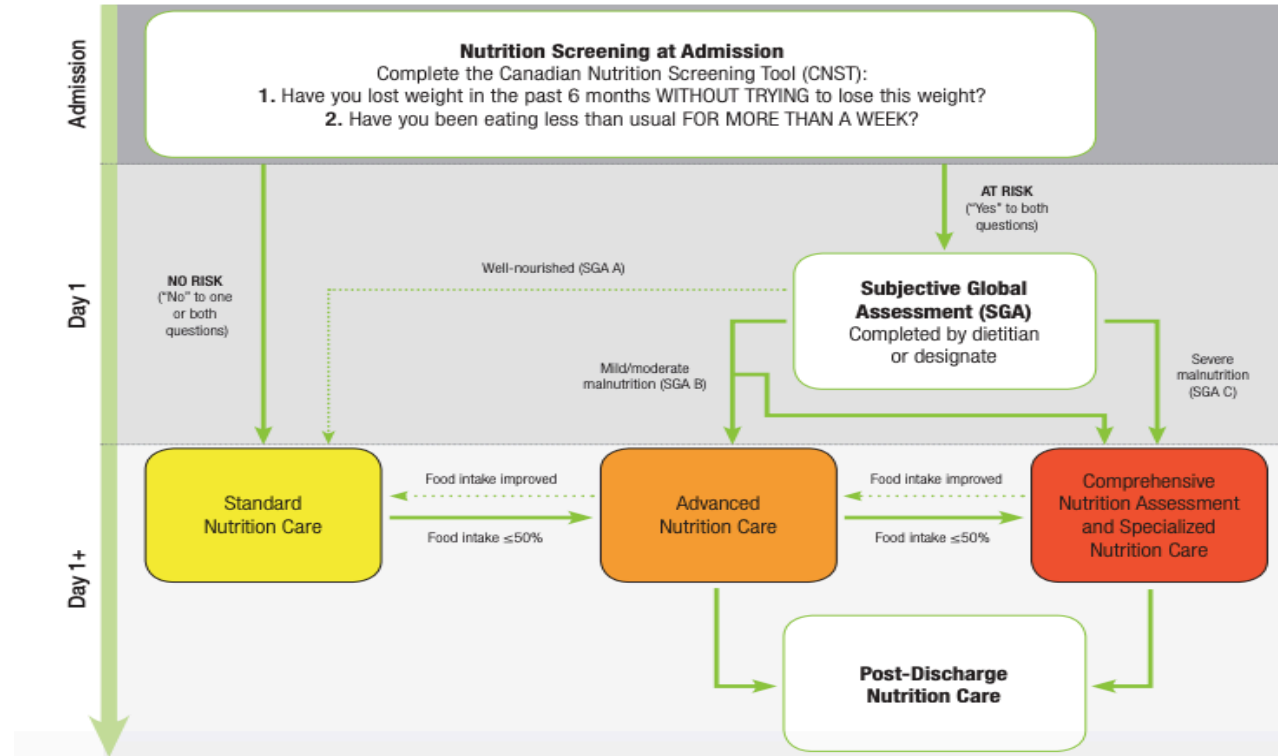 Admission
Nutrition Screening at Admission
Complete the Canadian Nutrition Screening Tool (CNST):
1. Have you lost weight in the past 6 months WITHOUT TRYING to lose this weight?
2. Have you been eating less than usual FOR MORE THAN A WEEK?
Day 1
NO RISK
("No" to one
or both
questions)
AT RISK
("Yes" to both
questions)
Well-nourished (SGA A)
Subjective Global
Assessment (SGA)
Completed by dietitian
or designate
Mild/moderate
malnutrition (SGA B)
Severe
malnutrition
(SGA C)
Day 1+
Standard
Nutrition Care
Food intake improved
Food intake ≤50%
Advanced
Nutrition Care
Food intake improved
Food intake ≤50%
Comprehensive
Nutrition Assessment
and Specialized
Nutrition Care
Post-Discharge
Nutrition Care